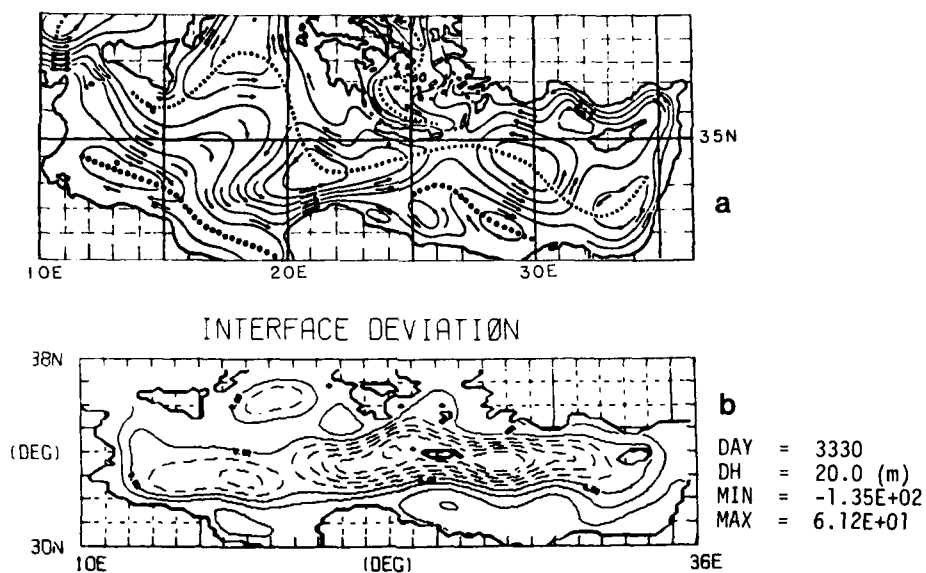 35N
a
10E 20E 30E
INTERFACE DEVIATION
38N
b
(DEG)
DAY = 3330
DH = 20.0 (m)
MIN = -1.35E+02
MAX = 6.12E+01
30N
10E (DEG) 36E